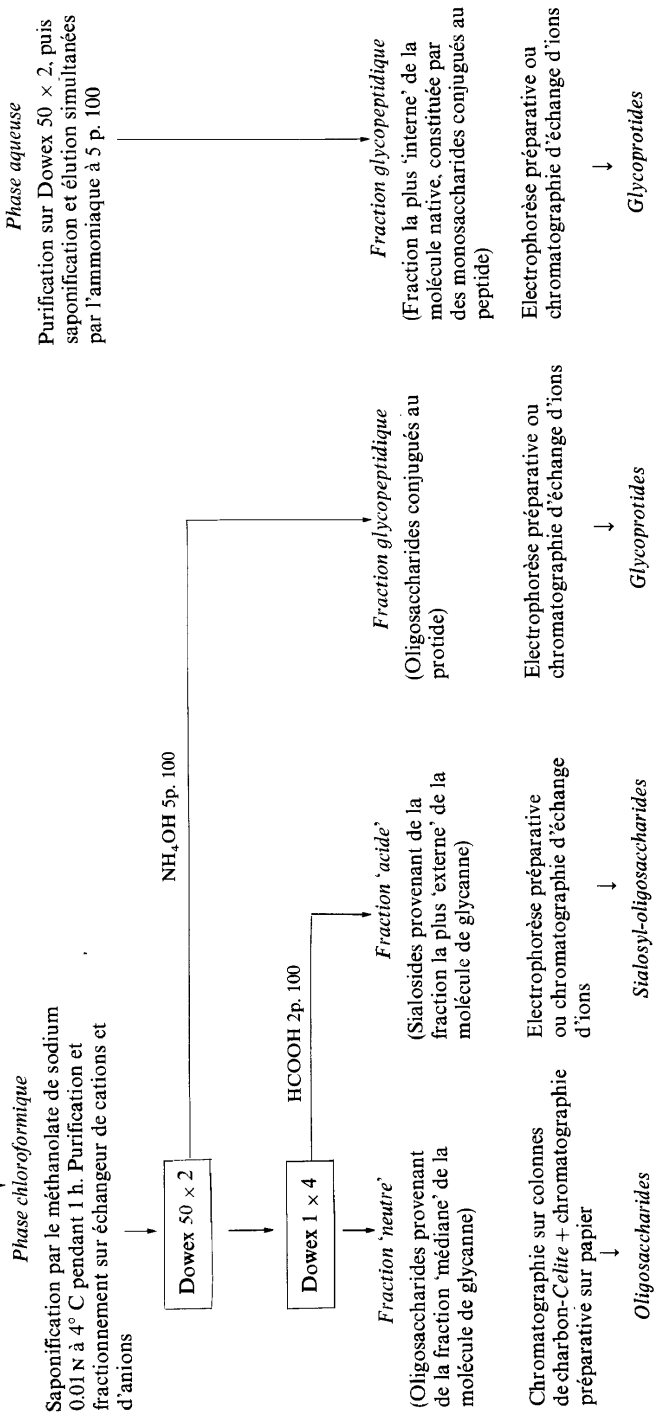 Phase chloroformique
Saponification par le méthanolate de sodium
0.01 N à 4° C pendant 1 h. Purification et
fractionnement sur échangeur de cations et
d'anions
Phase aqueuse
Purification sur Dowex 50 × 2, puis
saponification et élution simultanées
par l'ammoniaque à 5 p. 100
Dowex 50 × 2
NH₄OH 5p. 100
Dowex 1 × 4
HCOOH 2p. 100
Fraction 'neutre'
(Oligosaccharides provenant
de la fraction 'médiane' de la
molécule de glycanne)
Fraction 'acide'
(Sialosides provenant de la
fraction la plus 'externe' de la
molécule de glycanne)
Fraction glycopeptidique
(Oligosaccharides conjugués au
protide)
Fraction glycopeptidique
(Fraction la plus 'interne' de la
molécule native, constituée par
des monosaccharides conjugués au
peptide)
Chromatographie sur colonnes
de charbon-Celite + chromatographie
préparative sur papier
↓
Oligosaccharides
Electrophorèse préparative
ou chromatographie d'échange
d'ions
↓
Sialosyl-oligosaccharides
Electrophorèse préparative ou
chromatographie d'échange d'ions
↓
Glycoprotides
Electrophorèse préparative ou
chromatographie d'échange d'ions
↓
Glycoprotides